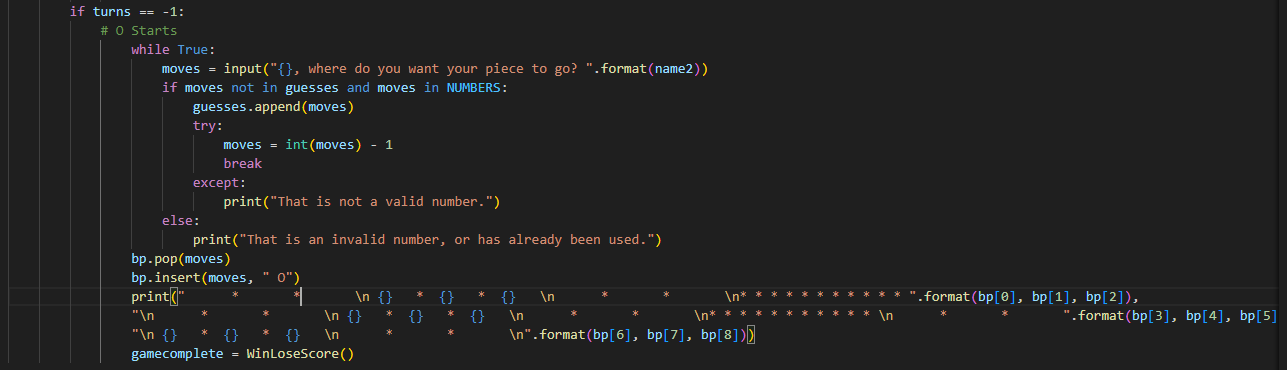 if turns == -1:
# O Starts
while True:
moves = input("{}, where do you want your piece to go? ".format(name2))
if moves not in guesses and moves in NUMBERS:
guesses.append(moves)
try:
moves = int(moves) - 1
break
except:
print("That is not a valid number.")
else:
print("That is an invalid number, or has already been used.")
bp.pop(moves)
bp.insert(moves, " O")
print("      *       *       \n {}   *  {}   *  {}   \n      *       *       \n* * * * * * * * * * * ".format(bp[0], bp[1], bp[2]),
"\n      *       *       \n {}   *  {}   *  {}   \n      *       *       \n* * * * * * * * * * * \n      *       *       ".format(bp[3], bp[4], bp[5]
"\n {}   *  {}   *  {}   \n      *       *       \n".format(bp[6], bp[7], bp[8]))
gamecomplete = WinLoseScore()